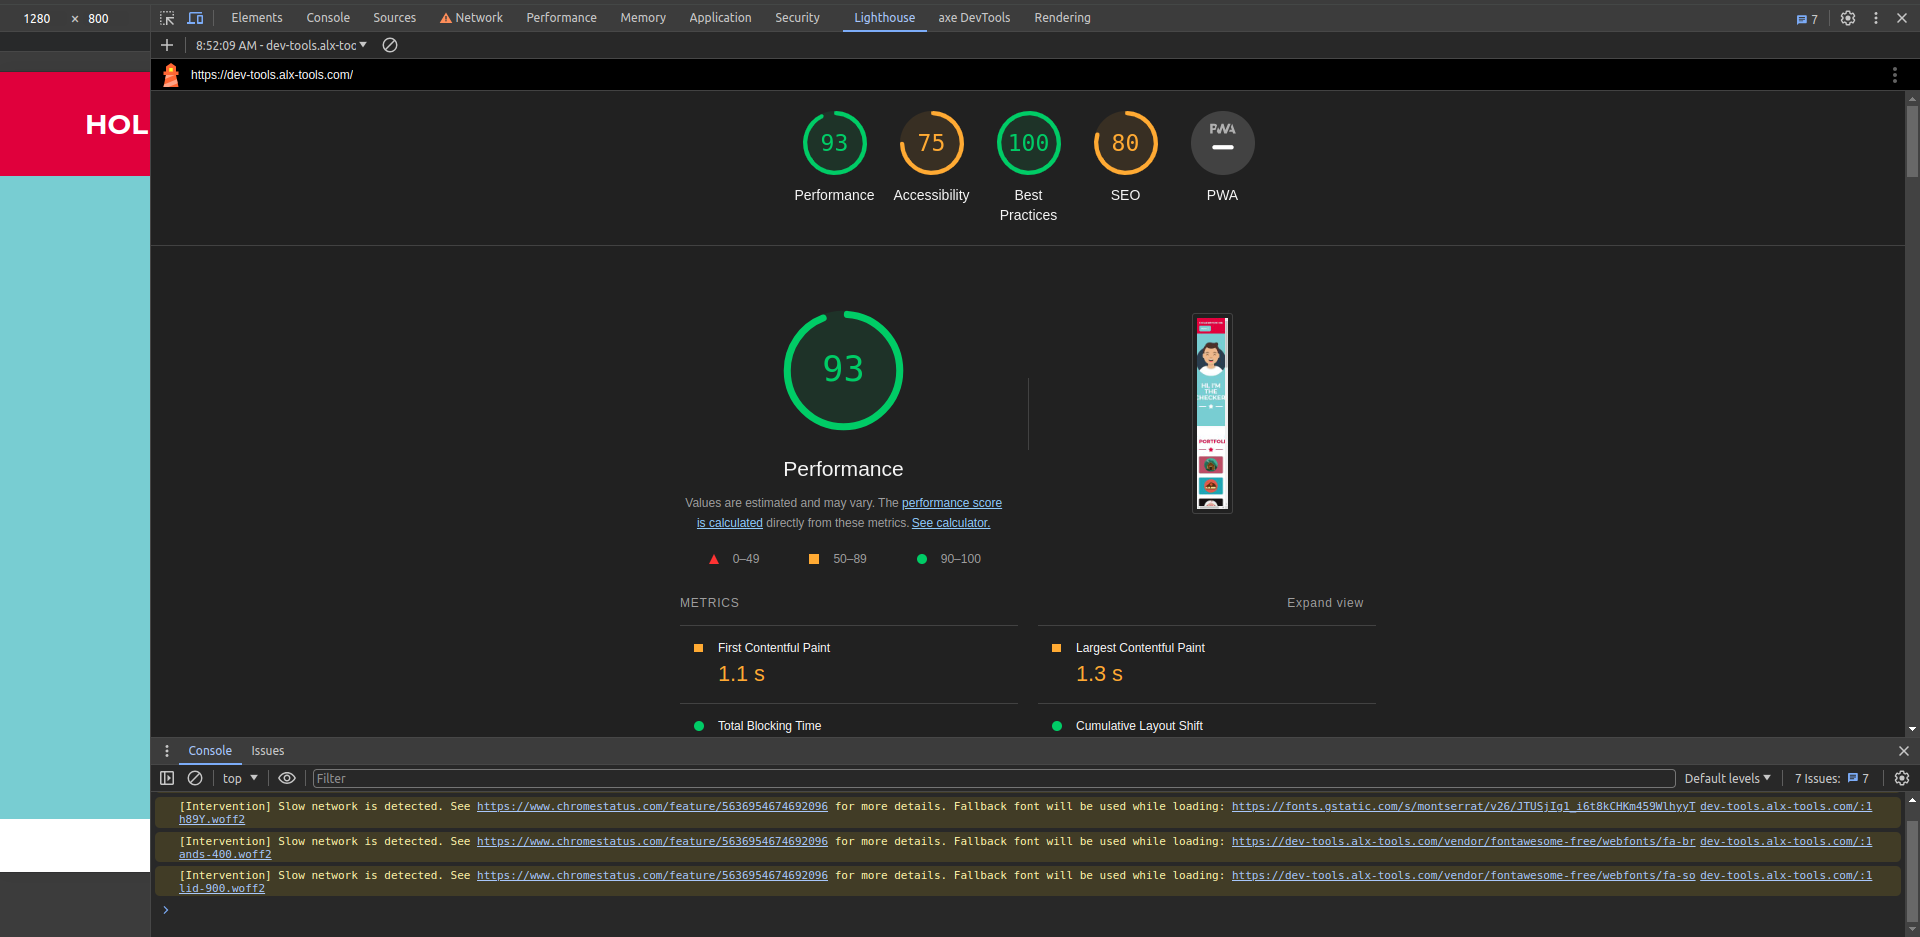 1280 × 800
Elements Console Sources Network Performance Memory Application Security Lighthouse axe DevTools Rendering 7
8:52:09 AM - dev-tools.alx-toc
https://dev-tools.alx-tools.com/
HOL
93 75 100 80 PWA
Performance Accessibility Best Practices SEO PWA
93
HI, I'M
THE
CHECKER
PORTFOLI
Performance
Values are estimated and may vary. The performance score
is calculated directly from these metrics. See calculator.
0–49 50–89 90–100
METRICS Expand view
First Contentful Paint Largest Contentful Paint
1.1 s 1.3 s
Total Blocking Time Cumulative Layout Shift
Console Issues
top Filter Default levels 7 Issues: 7
[Intervention] Slow network is detected. See https://www.chromestatus.com/feature/5636954674692096 for more details. Fallback font will be used while loading: https://fonts.gstatic.com/s/montserrat/v26/JTUSjIg1_i6t8kCHKm459WlhyyT dev-tools.alx-tools.com/:1
h89Y.woff2
[Intervention] Slow network is detected. See https://www.chromestatus.com/feature/5636954674692096 for more details. Fallback font will be used while loading: https://dev-tools.alx-tools.com/vendor/fontawesome-free/webfonts/fa-br dev-tools.alx-tools.com/:1
ands-400.woff2
[Intervention] Slow network is detected. See https://www.chromestatus.com/feature/5636954674692096 for more details. Fallback font will be used while loading: https://dev-tools.alx-tools.com/vendor/fontawesome-free/webfonts/fa-so dev-tools.alx-tools.com/:1
lid-900.woff2